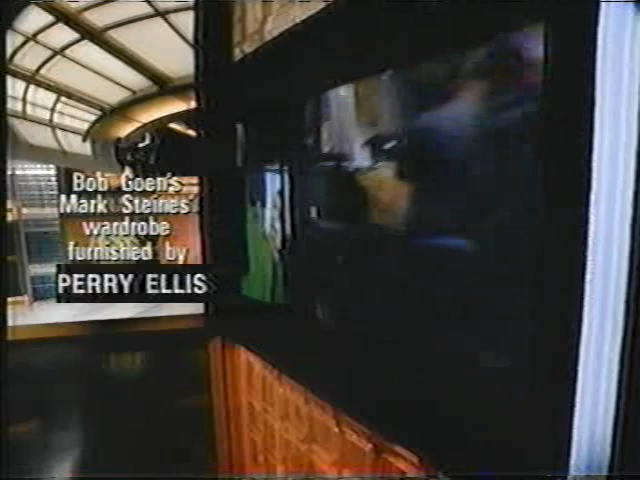 Bob Goen's,
Mark Steines'
wardrobe
furnished by
PERRY ELLIS